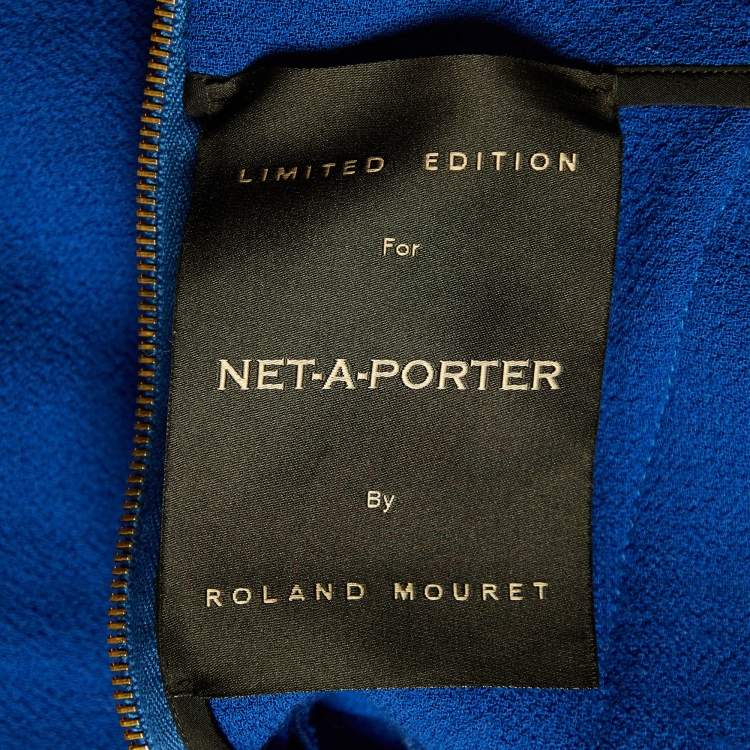 LIMITED EDITION
For
NET-A-PORTER
By
ROLAND MOURET